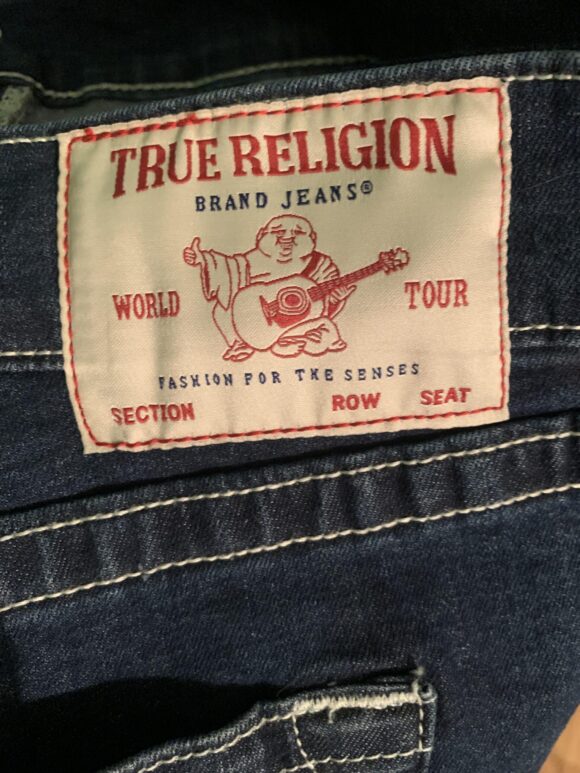 TRUE RELIGION
BRAND JEANS®
WORLD TOUR
FASHION FOR THE SENSES
SECTION ROW SEAT